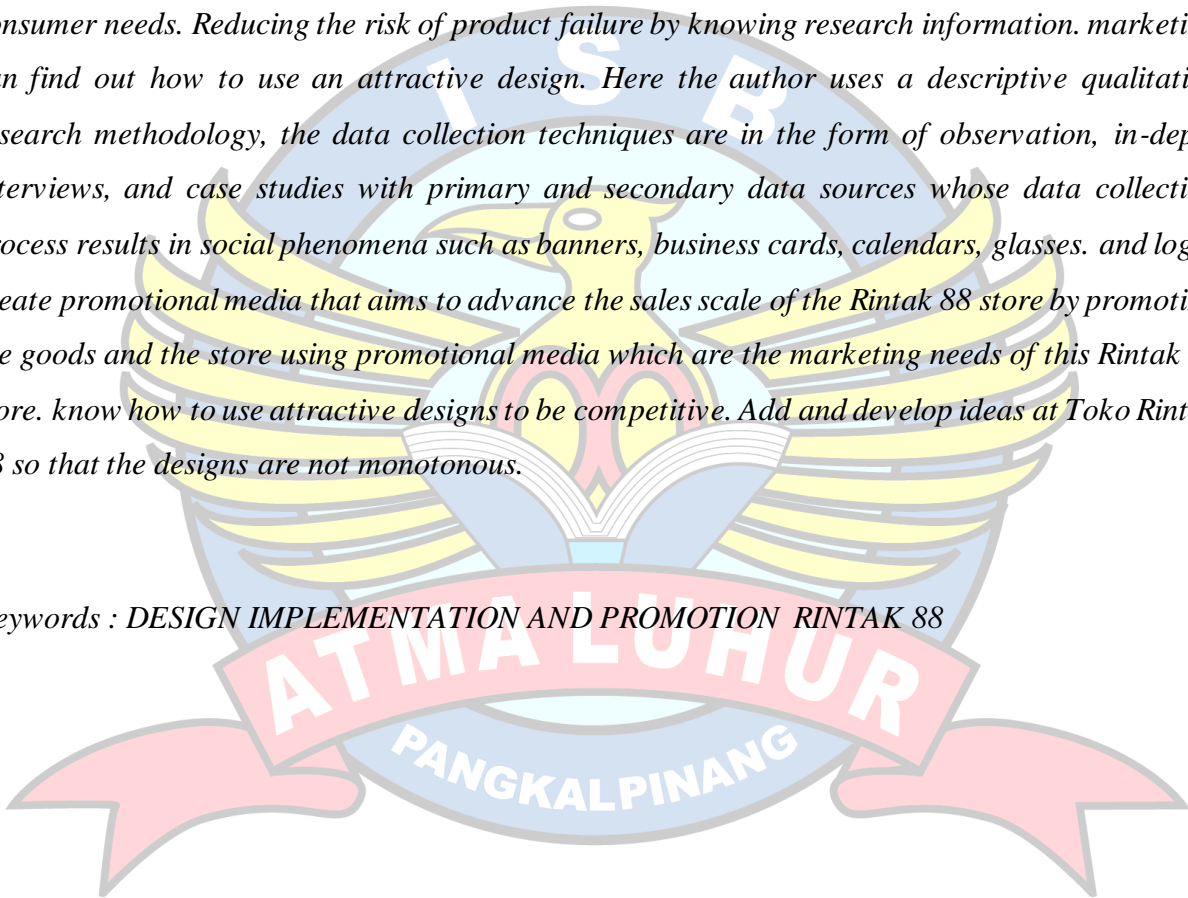 onsumer needs. Reducing the risk of product failure by knowing research information. marketi
n find out how to use an attractive design. Here the author uses a descriptive qualitati
search methodology, the data collection techniques are in the form of observation, in-dep
terviews, and case studies with primary and secondary data sources whose data collecti
rocess results in social phenomena such as banners, business cards, calendars, glasses. and log
eate promotional media that aims to advance the sales scale of the Rintak 88 store by promoti
e goods and the store using promotional media which are the marketing needs of this Rintak
ore. know how to use attractive designs to be competitive. Add and develop ideas at Toko Rint
8 so that the designs are not monotonous.
eywords : DESIGN IMPLEMENTATION AND PROMOTION RINTAK 88
ISB
ATMA LUHUR
PANGKALPINANG